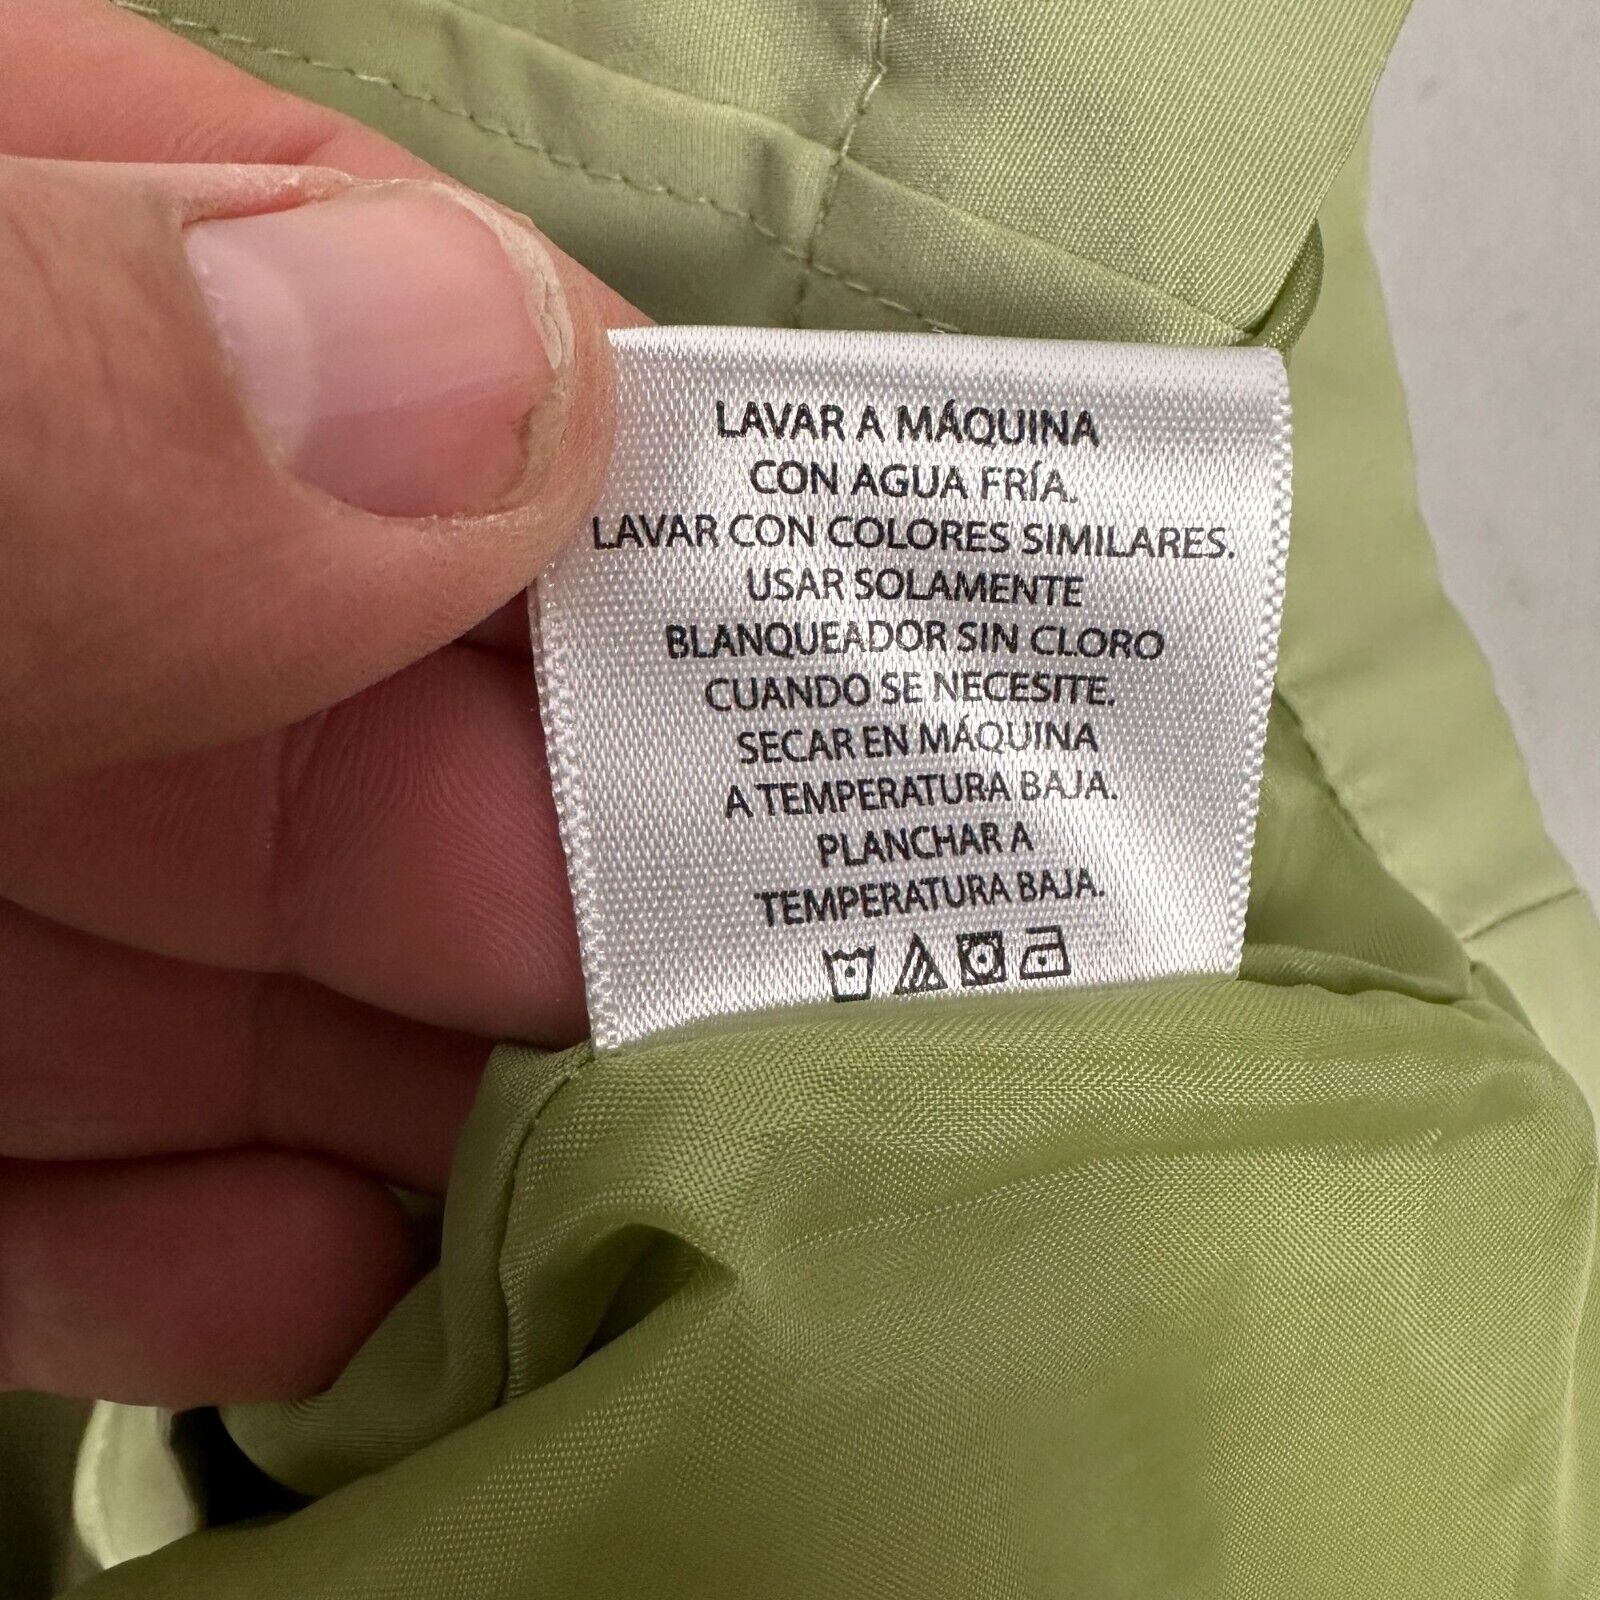 LAVAR A MÁQUINA
CON AGUA FRÍA.
LAVAR CON COLORES SIMILARES.
USAR SOLAMENTE
BLANQUEADOR SIN CLORO
CUANDO SE NECESITE.
SECAR EN MÁQUINA
A TEMPERATURA BAJA.
PLANCHAR A
TEMPERATURA BAJA.